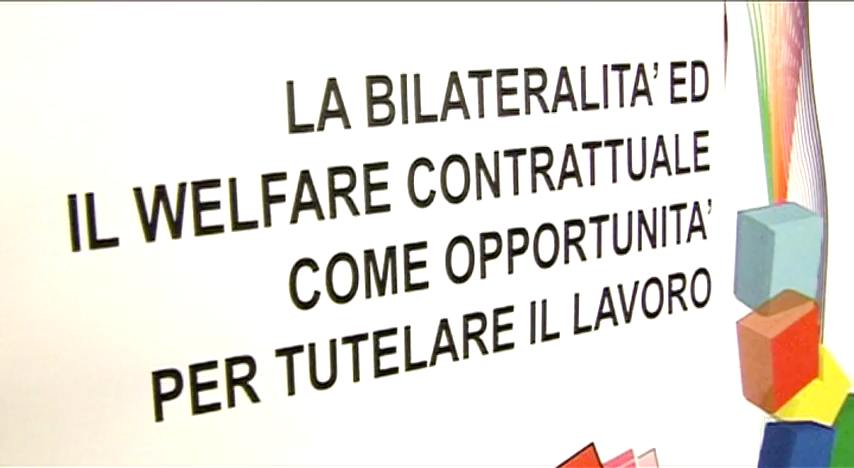 LA BILATERALITA’ ED
IL WELFARE CONTRATTUALE
COME OPPORTUNITA’
PER TUTELARE IL LAVORO